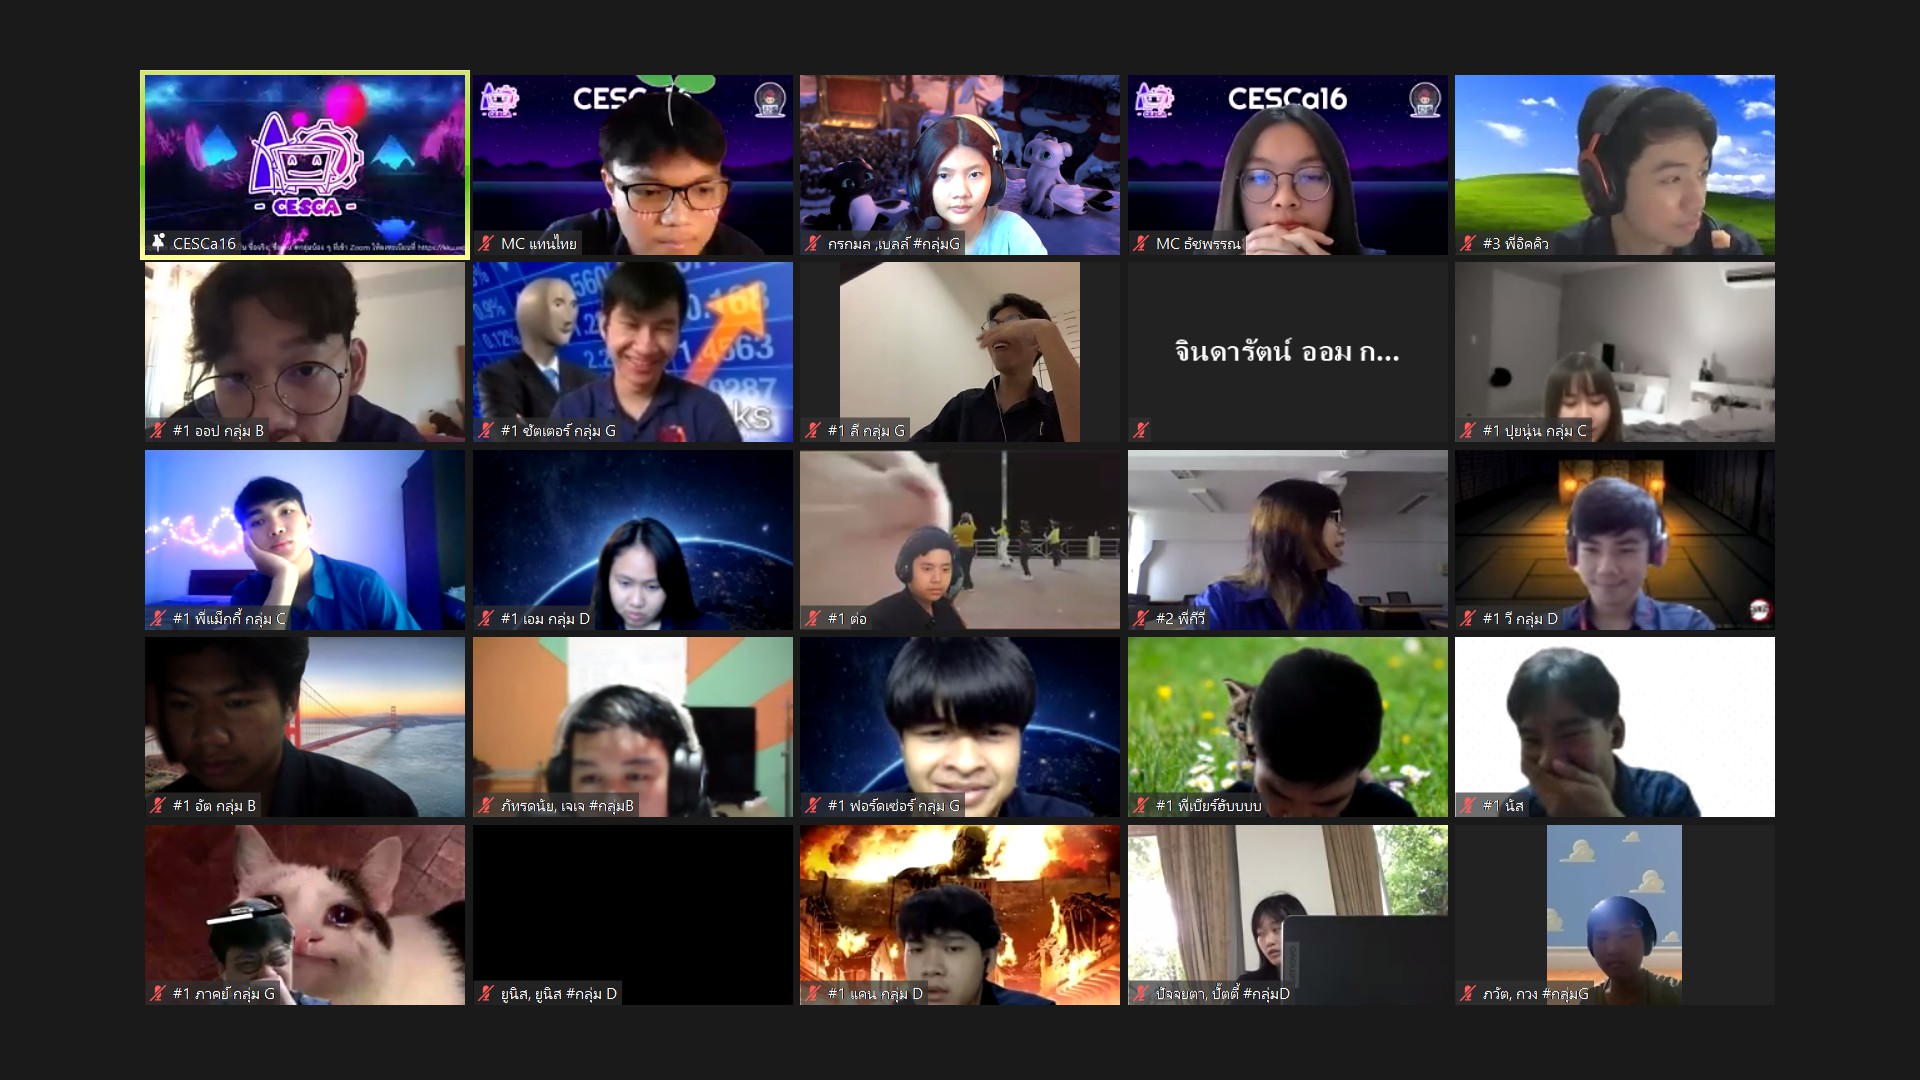 - CESCA -
CESCa16
CESCa16
MC แทนไทย
กรกมล ,เบลล์ #กลุ่มG
CESCa16
MC ธัชพรรณ
#3 พี่อิคคิว
#1 ออป กลุ่ม B
#1 ซัตเตอร์ กลุ่ม G
#1 ลี กลุ่ม G
จินดารัตน์ ออม ก...
#1 ปุยนุ่น กลุ่ม C
#1 พี่แม็กกี้ กลุ่ม C
#1 เอม กลุ่ม D
#1 ต่อ
#2 พี่กีวี่
#1 วี กลุ่ม D
#1 อัต กลุ่ม B
ภัทรดนัย, เจเจ #กลุ่มB
#1 ฟอร์ดเซ่อร์ กลุ่ม G
#1 พี่เบียร์ฮับบบบ
#1 นัส
#1 ภาคย์ กลุ่ม G
ยูนิส, ยูนิส #กลุ่ม D
#1 แคน กลุ่ม D
ปัจจยตา, ปั๊ตตี้ #กลุ่มD
ภวัต, กวง #กลุ่มG